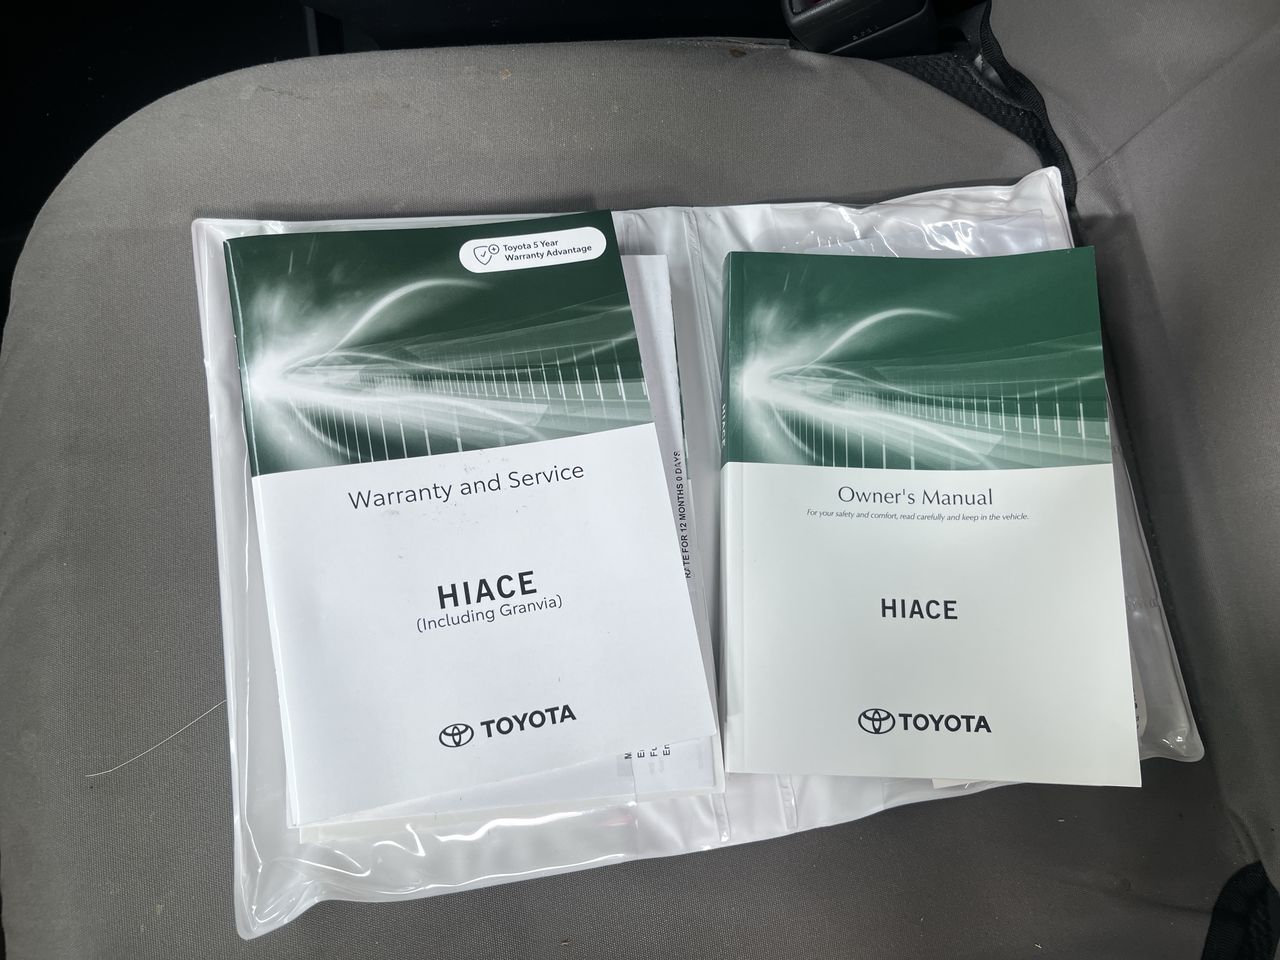 Toyota 5 Year
Warranty Advantage
Warranty and Service
HIACE
(Including Granvia)
TOYOTA
FOR 12 MONTHS 0 DAYS
HIACE
Owner's Manual
For your safety and comfort, read carefully and keep in the vehicle.
HIACE
TOYOTA